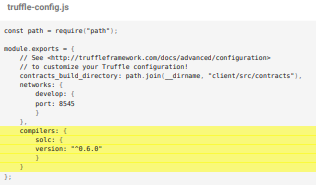 truffle-config.js
const path = require("path");
module.exports = {
// See <http://truffleframework.com/docs/advanced/configuration>
// to customize your Truffle configuration!
contracts_build_directory: path.join(__dirname, "client/src/contracts"),
networks: {
develop: {
port: 8545
}
},
compilers: {
solc: {
version: "^0.6.0"
}
}
};